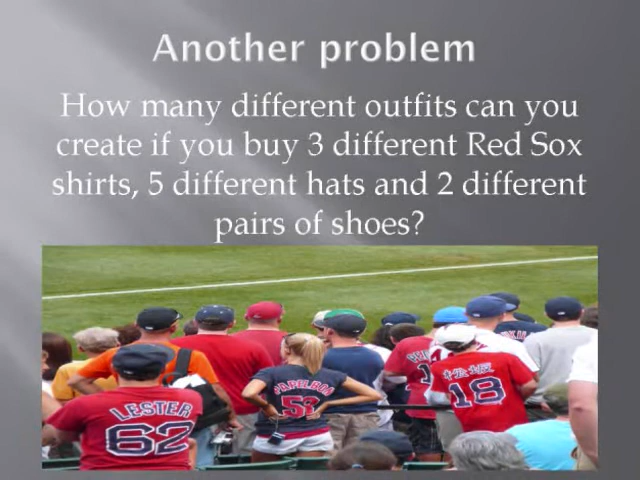 Another problem
How many different outfits can you
create if you buy 3 different Red Sox
shirts, 5 different hats and 2 different
pairs of shoes?
LESTER
62
PAPELBON
18